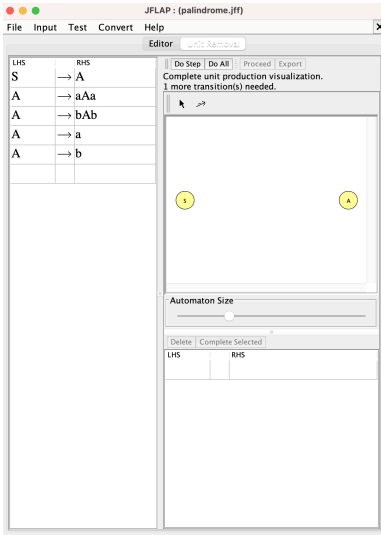 JFLAP : (palindrome.jff)
File Input Test Convert Help
Editor Unit Removal
LHS RHS
S → A
A → aAa
A → bAb
A → a
A → b
Do Step Do All Proceed Export
Complete unit production visualization.
1 more transition(s) needed.
S A
Automaton Size
Delete Complete Selected
LHS RHS